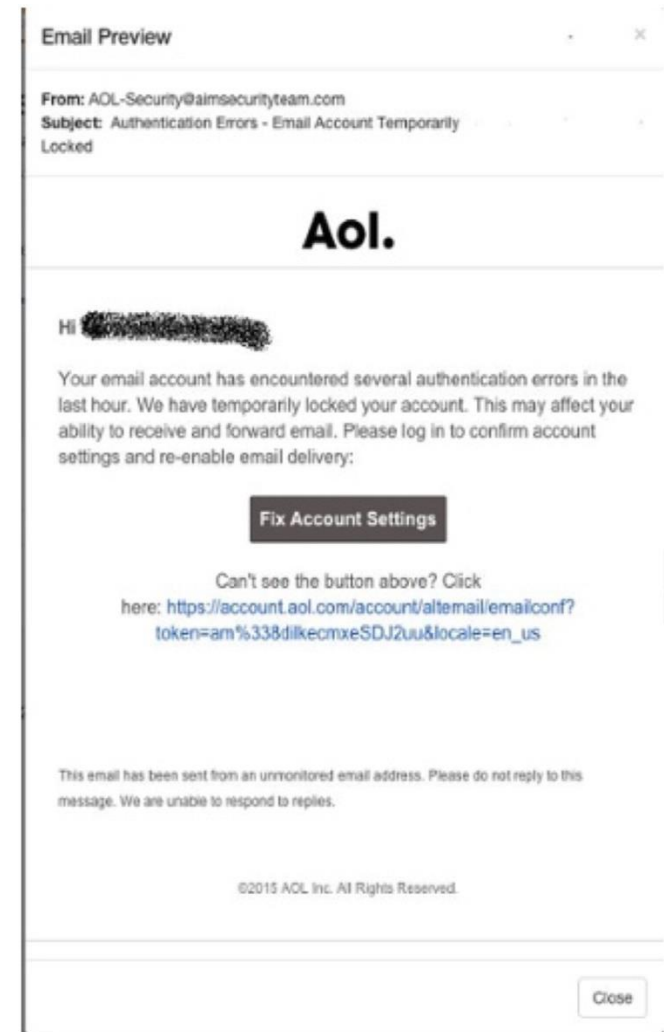 Email Preview
×
From: AOL-Security@aimsecurityteam.com
Subject: Authentication Errors - Email Account Temporarily
Locked
Aol.
Hi
Your email account has encountered several authentication errors in the
last hour. We have temporarily locked your account. This may affect your
ability to receive and forward email. Please log in to confirm account
settings and re-enable email delivery:
Fix Account Settings
Can't see the button above? Click
here: https://account.aol.com/account/altemail/emailconf?
token=am%338dilkecmxeSDJ2uu&locale=en_us
This email has been sent from an unmonitored email address. Please do not reply to this
message. We are unable to respond to replies.
©2015 AOL Inc. All Rights Reserved.
Close